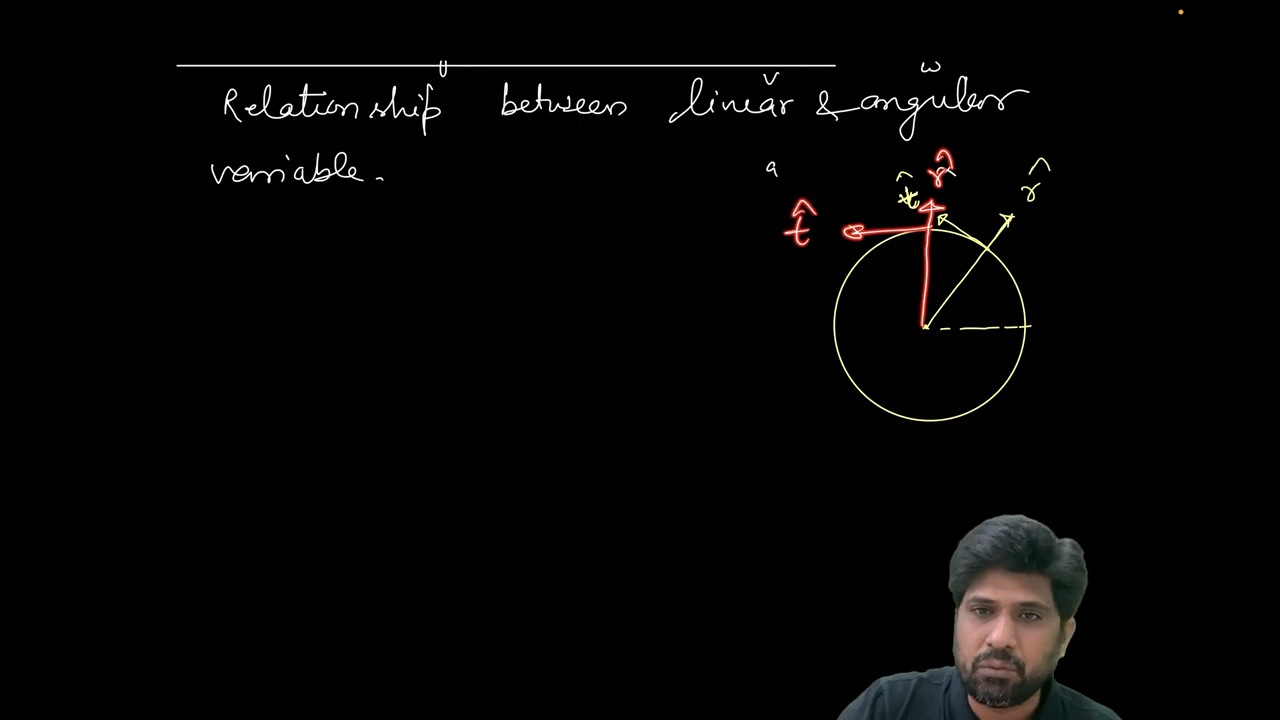 Relationship between linear & angular
v ω
variable.
a
r̂
t̂ r̂
t̂